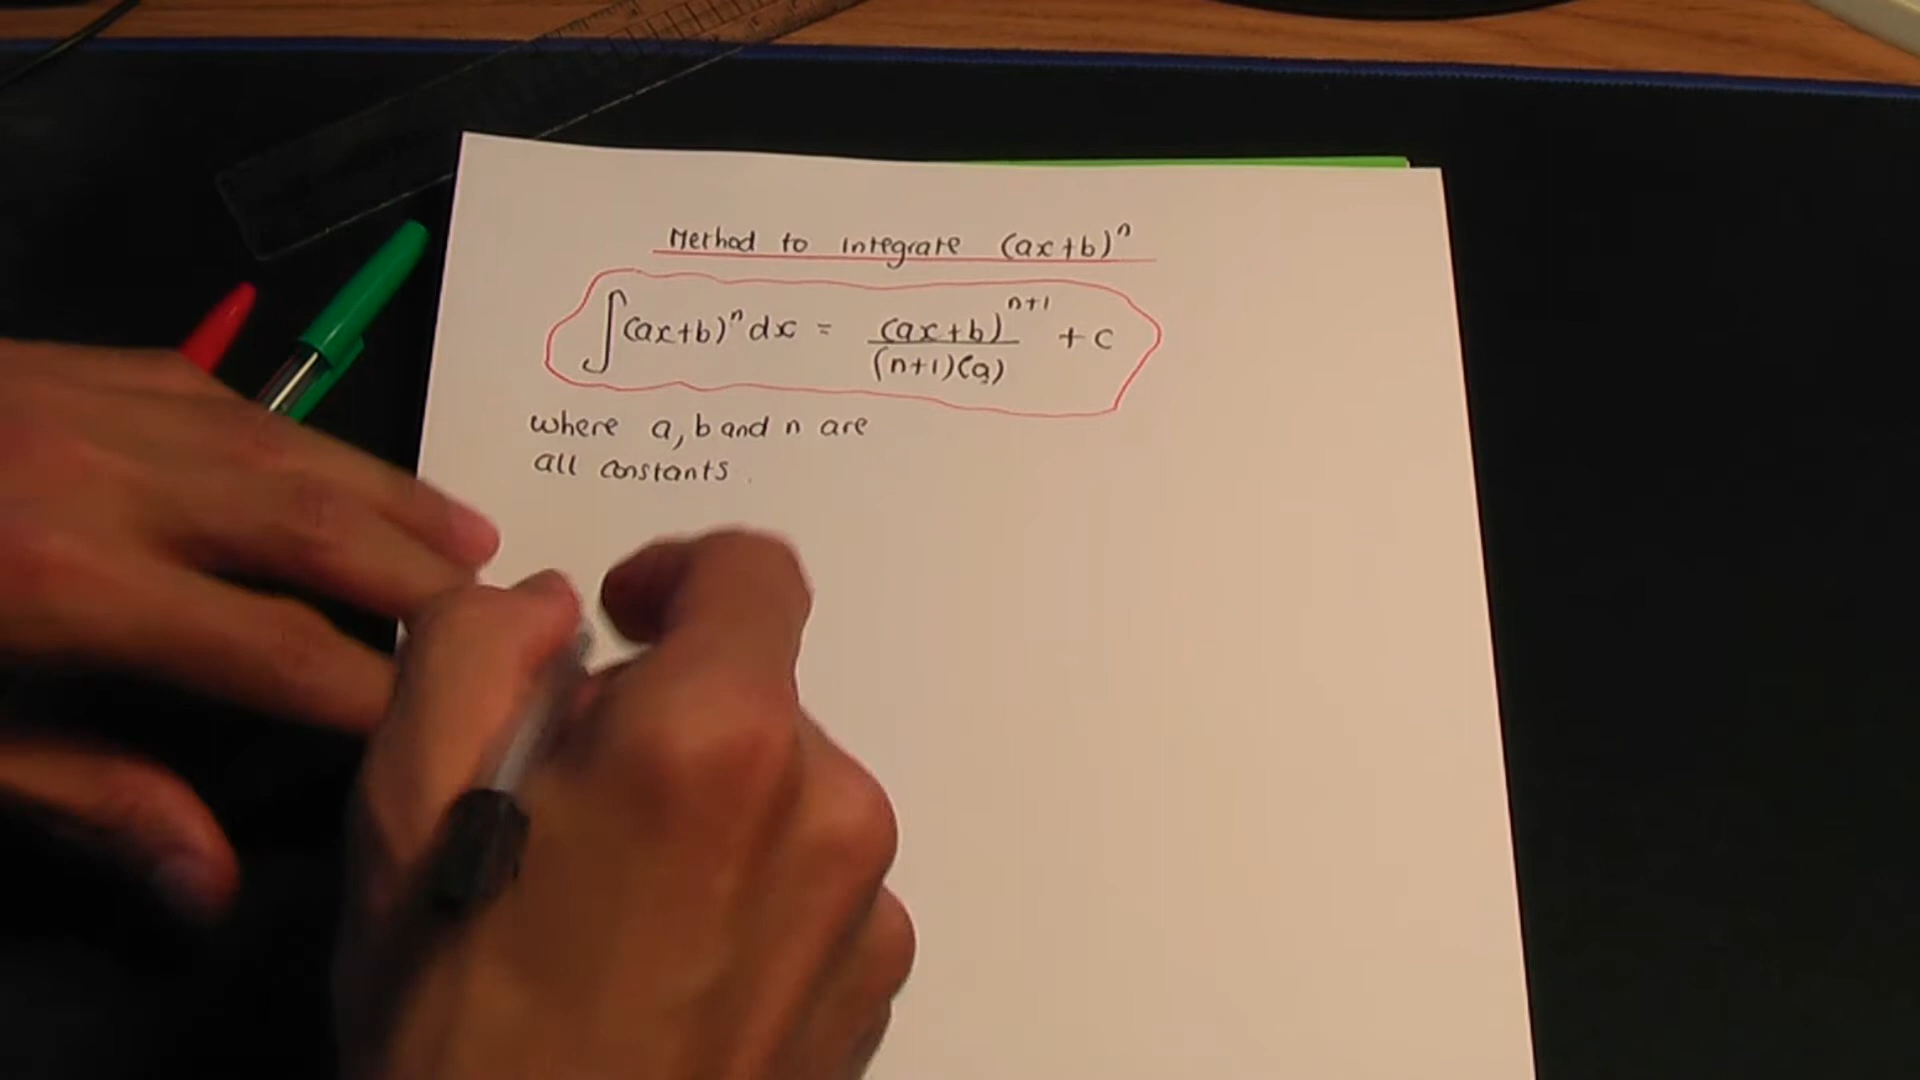 Method to integrate (ax+b)^n
∫(ax+b)^n dx = (ax+b)^{n+1} / (n+1)(a) + c
where a, b and n are
all constants.